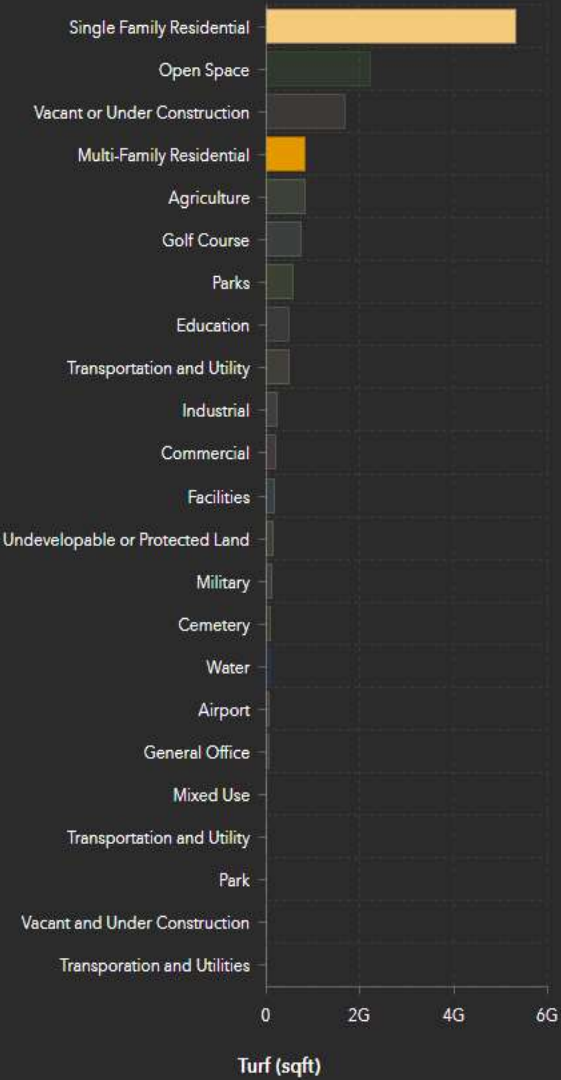 Single Family Residential
Open Space
Vacant or Under Construction
Multi-Family Residential
Agriculture
Golf Course
Parks
Education
Transportation and Utility
Industrial
Commercial
Facilities
Undevelopable or Protected Land
Military
Cemetery
Water
Airport
General Office
Mixed Use
Transportation and Utility
Park
Vacant and Under Construction
Transporation and Utilities
0 2G 4G 6G
Turf (sqft)